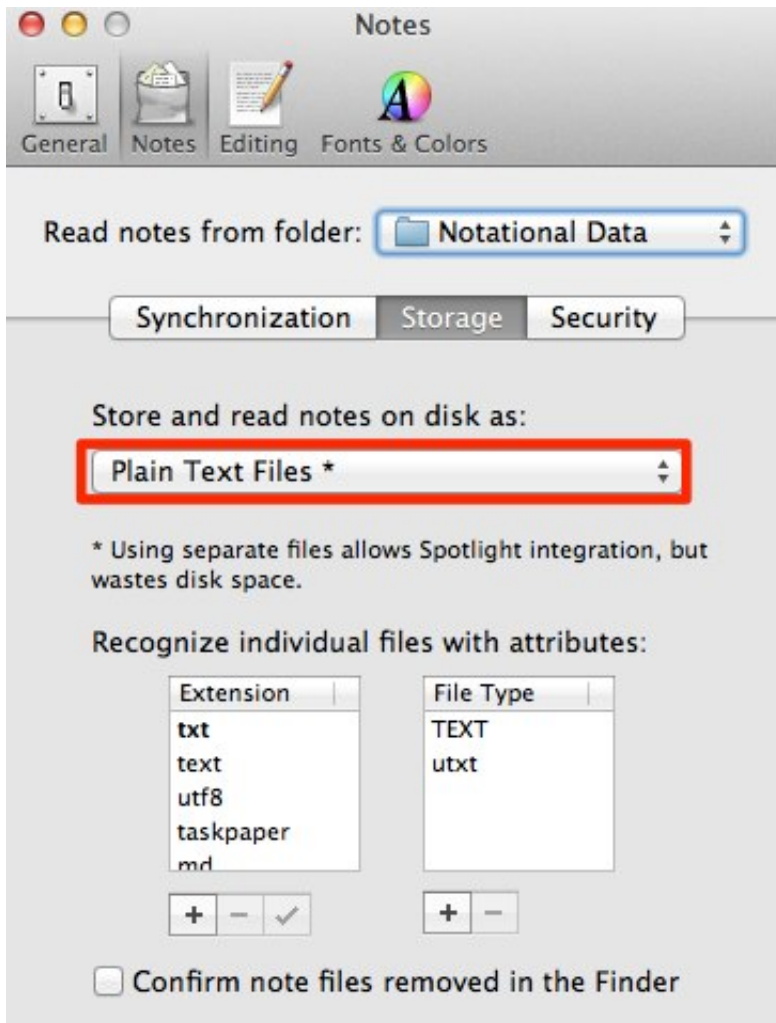 Notes
General Notes Editing Fonts & Colors
Read notes from folder: Notational Data
Synchronization Storage Security
Store and read notes on disk as:
Plain Text Files *
* Using separate files allows Spotlight integration, but
wastes disk space.
Recognize individual files with attributes:
Extension File Type
txt TEXT
text utxt
utf8
taskpaper
md
Confirm note files removed in the Finder